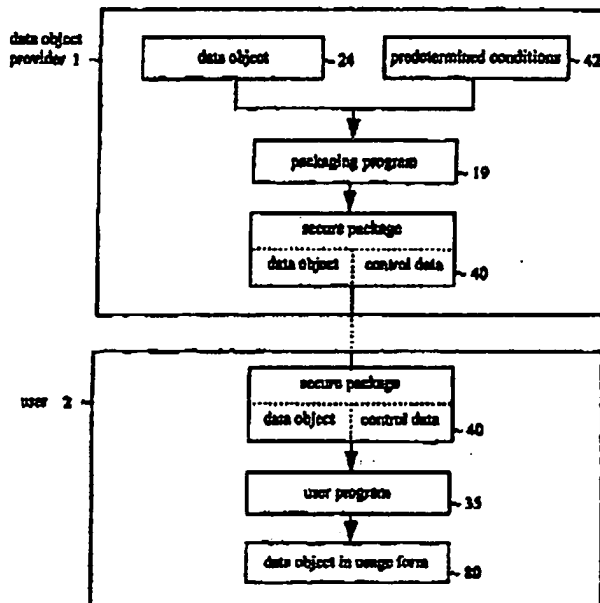 data object
provider 1
data object
24
predetermined conditions
42
packaging program
19
secure package
data object
control data
40
user 2
secure package
data object
control data
40
user program
35
data object in usage form
80